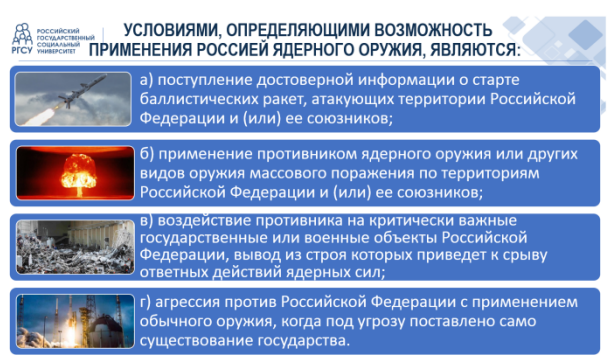 РОССИЙСКИЙ
ГОСУДАРСТВЕННЫЙ
СОЦИАЛЬНЫЙ
РГСУ УНИВЕРСИТЕТ
УСЛОВИЯМИ, ОПРЕДЕЛЯЮЩИМИ ВОЗМОЖНОСТЬ
ПРИМЕНЕНИЯ РОССИЕЙ ЯДЕРНОГО ОРУЖИЯ, ЯВЛЯЮТСЯ:
а) поступление достоверной информации о старте
баллистических ракет, атакующих территории Российской
Федерации и (или) ее союзников;
б) применение противником ядерного оружия или других
видов оружия массового поражения по территориям
Российской Федерации и (или) ее союзников;
в) воздействие противника на критически важные
государственные или военные объекты Российской
Федерации, вывод из строя которых приведет к срыву
ответных действий ядерных сил;
г) агрессия против Российской Федерации с применением
обычного оружия, когда под угрозу поставлено само
существование государства.